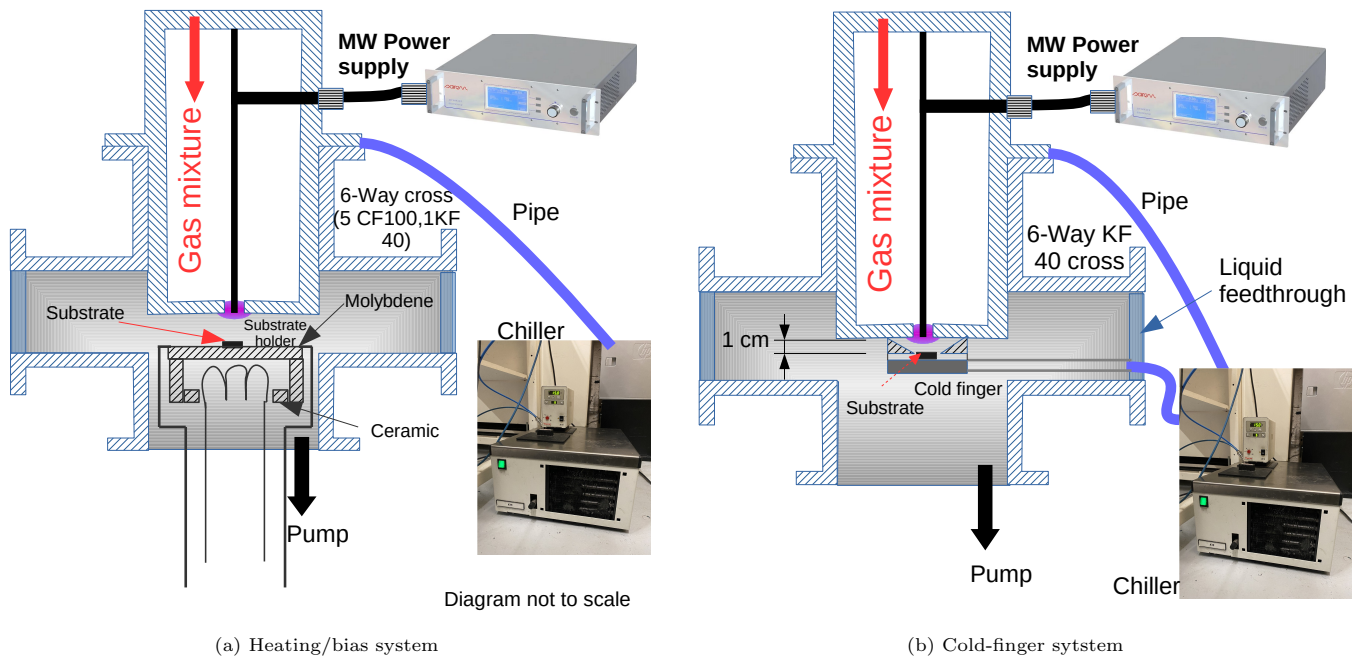 MW Power
supply
Gas mixture
6-Way cross
(5 CF100,1KF
40)
Pipe
Substrate
Substrate
holder
Molybdene
Chiller
Ceramic
Pump
Diagram not to scale
(a) Heating/bias system
MW Power
supply
Gas mixture
Pipe
6-Way KF
40 cross
Liquid
feedthrough
1 cm
Cold finger
Substrate
Pump
Chiller
(b) Cold-finger sytstem